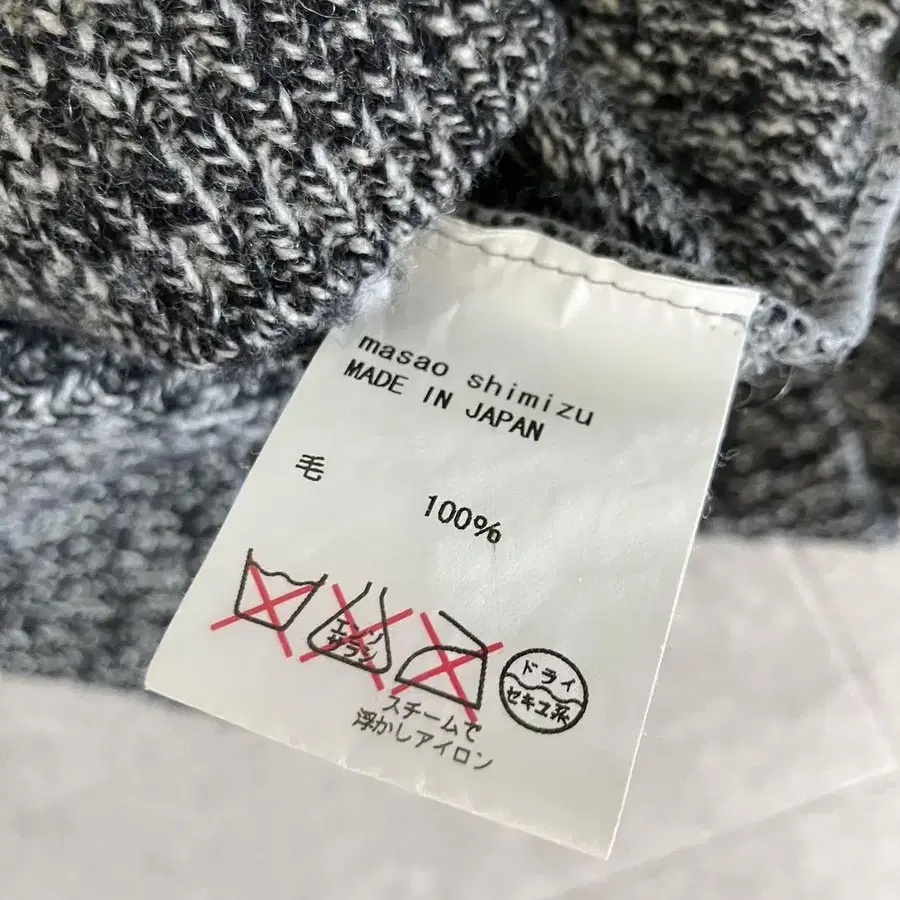 masao shimizu
MADE IN JAPAN
毛
100%
エンソ
サラシ
ドライ
セキユ系
スチームで
浮かしアイロン